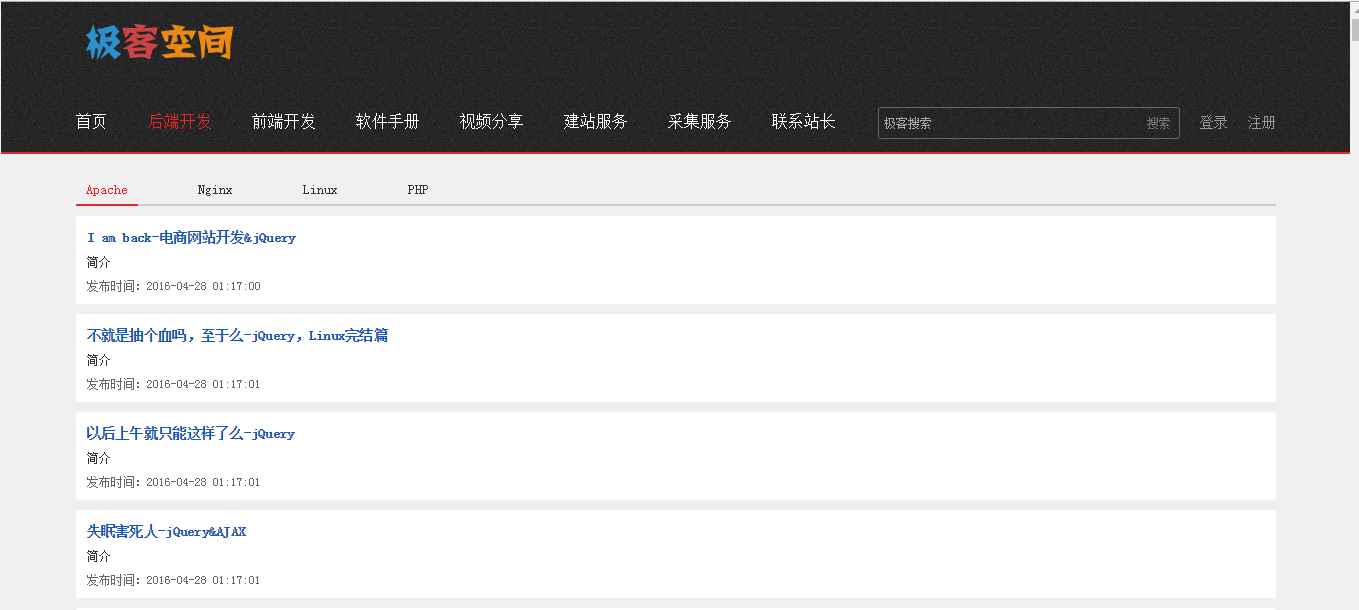 极客空间
首页 后端开发 前端开发 软件手册 视频分享 建站服务 采集服务 联系站长 极客搜索 搜索 登录 注册
Apache Nginx Linux PHP
I am back-电商网站开发&jQuery
简介
发布时间：2016-04-28 01:17:00
不就是抽个血吗，至于么-jQuery，Linux完结篇
简介
发布时间：2016-04-28 01:17:01
以后上午就只能这样了么-jQuery
简介
发布时间：2016-04-28 01:17:01
失眠害死人-jQuery&AJAX
简介
发布时间：2016-04-28 01:17:01